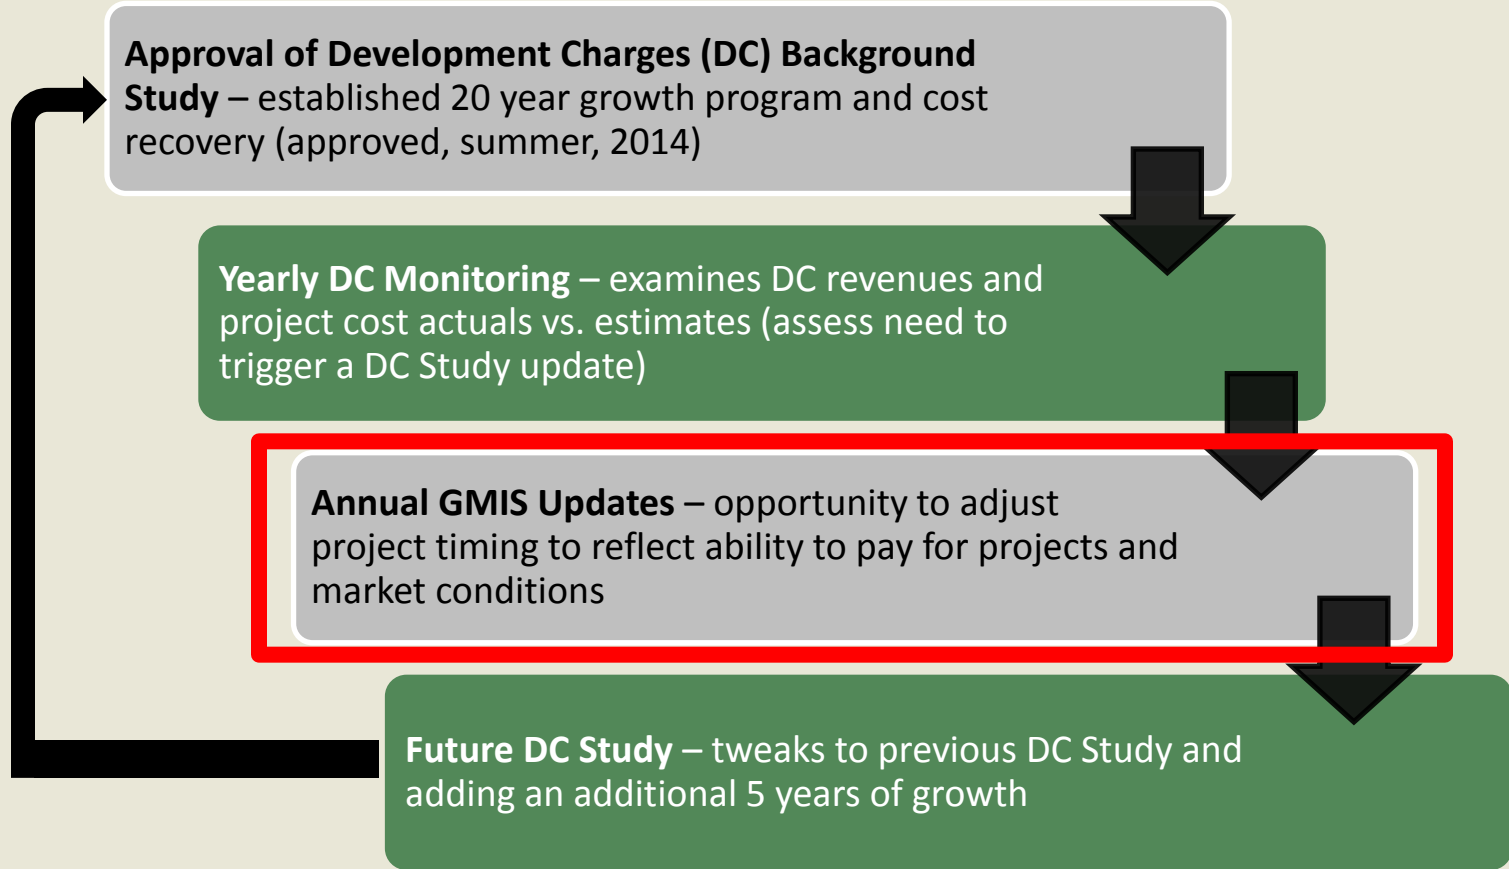 Approval of Development Charges (DC) Background
Study – established 20 year growth program and cost
recovery (approved, summer, 2014)
Yearly DC Monitoring – examines DC revenues and
project cost actuals vs. estimates (assess need to
trigger a DC Study update)
Annual GMIS Updates – opportunity to adjust
project timing to reflect ability to pay for projects and
market conditions
Future DC Study – tweaks to previous DC Study and
adding an additional 5 years of growth